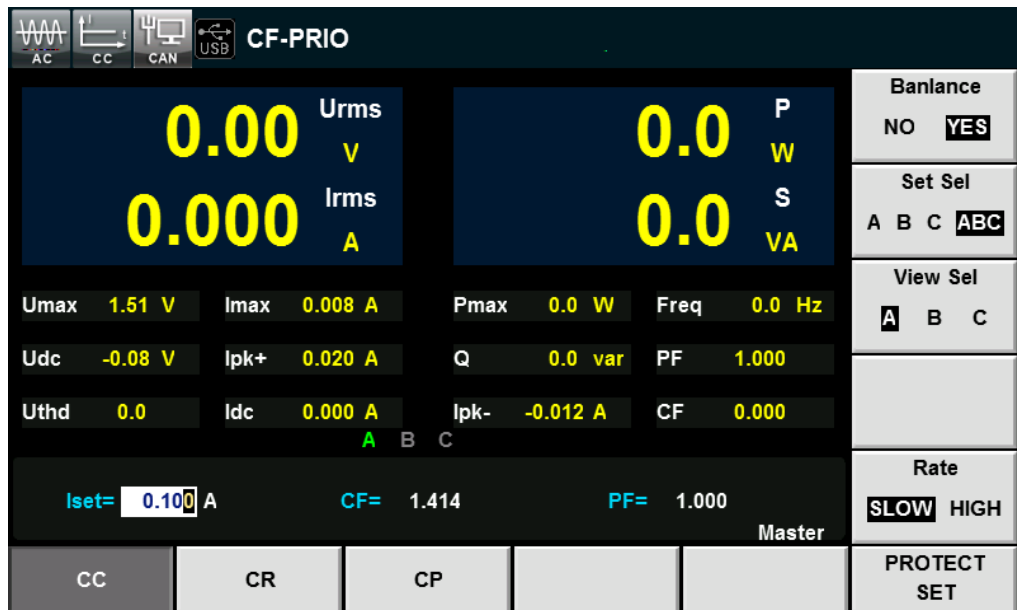 AC CC CAN USB CF-PRIO
0.00 Urms V
0.000 Irms A
0.0 P W
0.0 S VA
Umax 1.51 V Imax 0.008 A Pmax 0.0 W Freq 0.0 Hz
Udc -0.08 V Ipk+ 0.020 A Q 0.0 var PF 1.000
Uthd 0.0 Idc 0.000 A Ipk- -0.012 A CF 0.000
A B C
Iset= 0.100 A CF= 1.414 PF= 1.000
Master
CC CR CP
Banlance
NO YES
Set Sel
A B C ABC
View Sel
A B C
Rate
SLOW HIGH
PROTECT
SET